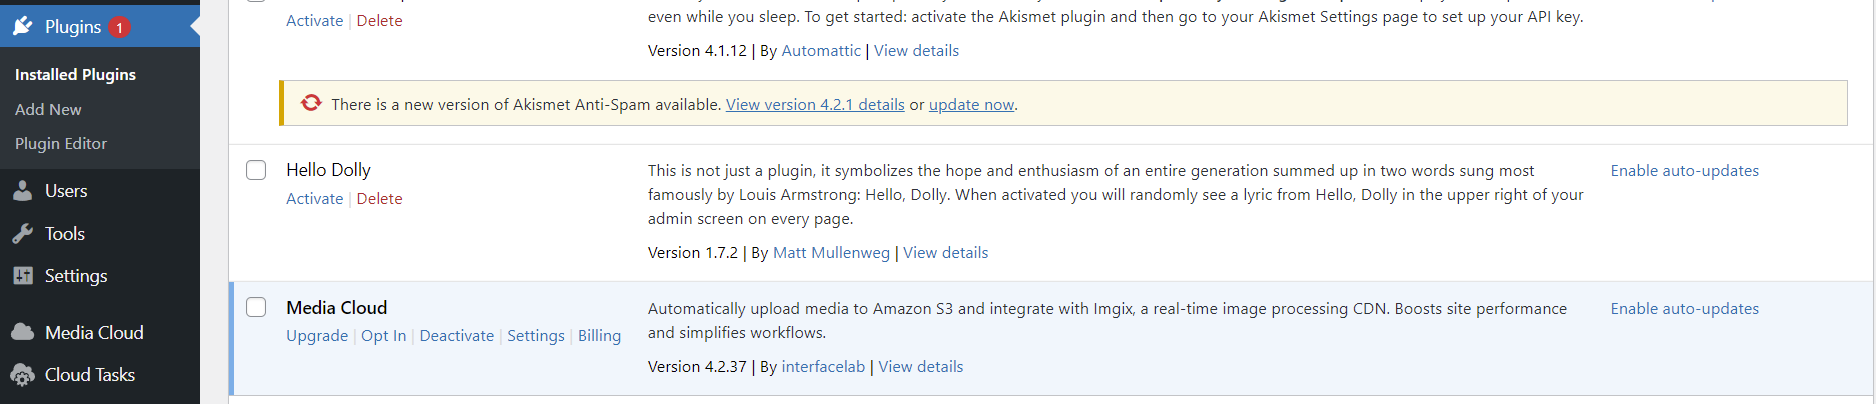 Plugins 1
Installed Plugins
Add New
Plugin Editor
Users
Tools
Settings
Media Cloud
Cloud Tasks
Activate | Delete
even while you sleep. To get started: activate the Akismet plugin and then go to your Akismet Settings page to set up your API key.
Version 4.1.12 | By Automattic | View details
There is a new version of Akismet Anti-Spam available. View version 4.2.1 details or update now.
Hello Dolly
Activate | Delete
This is not just a plugin, it symbolizes the hope and enthusiasm of an entire generation summed up in two words sung most
famously by Louis Armstrong: Hello, Dolly. When activated you will randomly see a lyric from Hello, Dolly in the upper right of your
admin screen on every page.
Version 1.7.2 | By Matt Mullenweg | View details
Enable auto-updates
Media Cloud
Upgrade | Opt In | Deactivate | Settings | Billing
Automatically upload media to Amazon S3 and integrate with Imgix, a real-time image processing CDN. Boosts site performance
and simplifies workflows.
Version 4.2.37 | By interfacelab | View details
Enable auto-updates